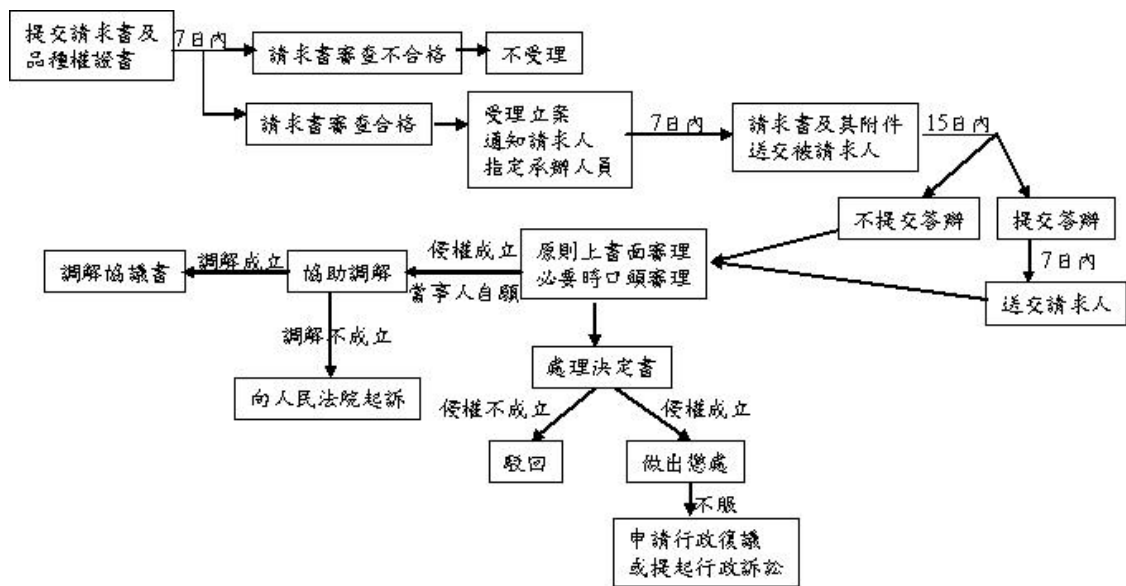 提交請求書及
品種權證書
7日內
請求書審查不合格
不受理
請求書審查合格
受理立案
通知請求人
指定承辦人員
7日內
請求書及其附件
送交被請求人
15日內
不提交答辯
提交答辯
7日內
送交請求人
原則上書面審理
必要時口頭審理
侵權成立
當事人自願
協助調解
調解成立
調解協議書
調解不成立
向人民法院起訴
處理決定書
侵權不成立
侵權成立
駁回
做出懲處
不服
申請行政復議
或提起行政訴訟